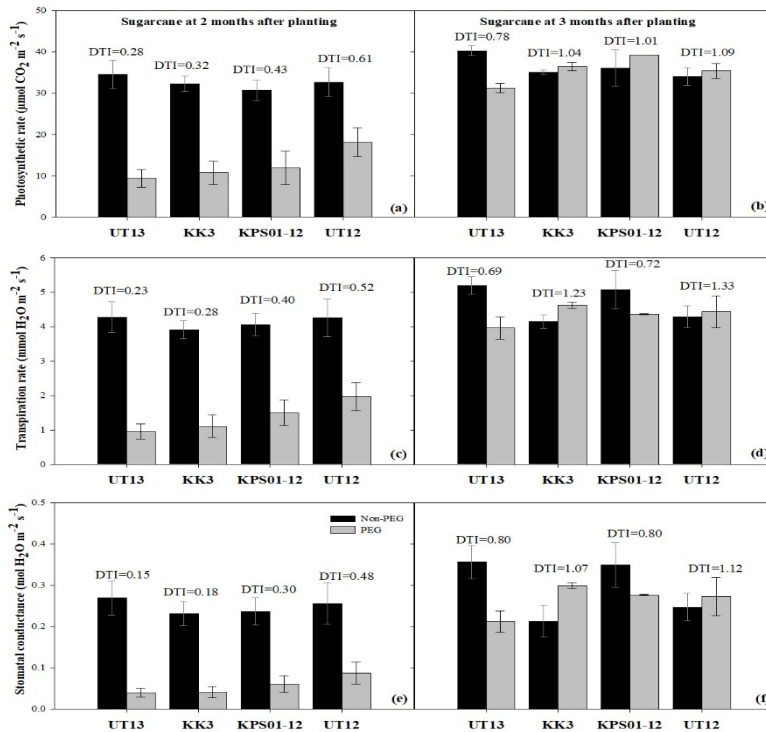 Sugarcane at 2 months after planting
Sugarcane at 3 months after planting
Photosynthetic rate (µmol CO2 m-2 s-1)
50
40
30
20
10
0
DTI=0.28
DTI=0.32
DTI=0.43
DTI=0.61
(a)
UT13
KK3
KPS01-12
UT12
DTI=0.78
DTI=1.04
DTI=1.01
DTI=1.09
(b)
UT13
KK3
KPS01-12
UT12
Transpiration rate (mmol H2O m-2 s-1)
6
5
4
3
2
1
0
DTI=0.23
DTI=0.28
DTI=0.40
DTI=0.52
(c)
UT13
KK3
KPS01-12
UT12
DTI=0.69
DTI=1.23
DTI=0.72
DTI=1.33
(d)
UT13
KK3
KPS01-12
UT12
Stomatal conductance (mol H2O m-2 s-1)
0.5
0.4
0.3
0.2
0.1
0.0
Non-PEG
PEG
DTI=0.15
DTI=0.18
DTI=0.30
DTI=0.48
(e)
UT13
KK3
KPS01-12
UT12
DTI=0.80
DTI=1.07
DTI=0.80
DTI=1.12
(f)
UT13
KK3
KPS01-12
UT12